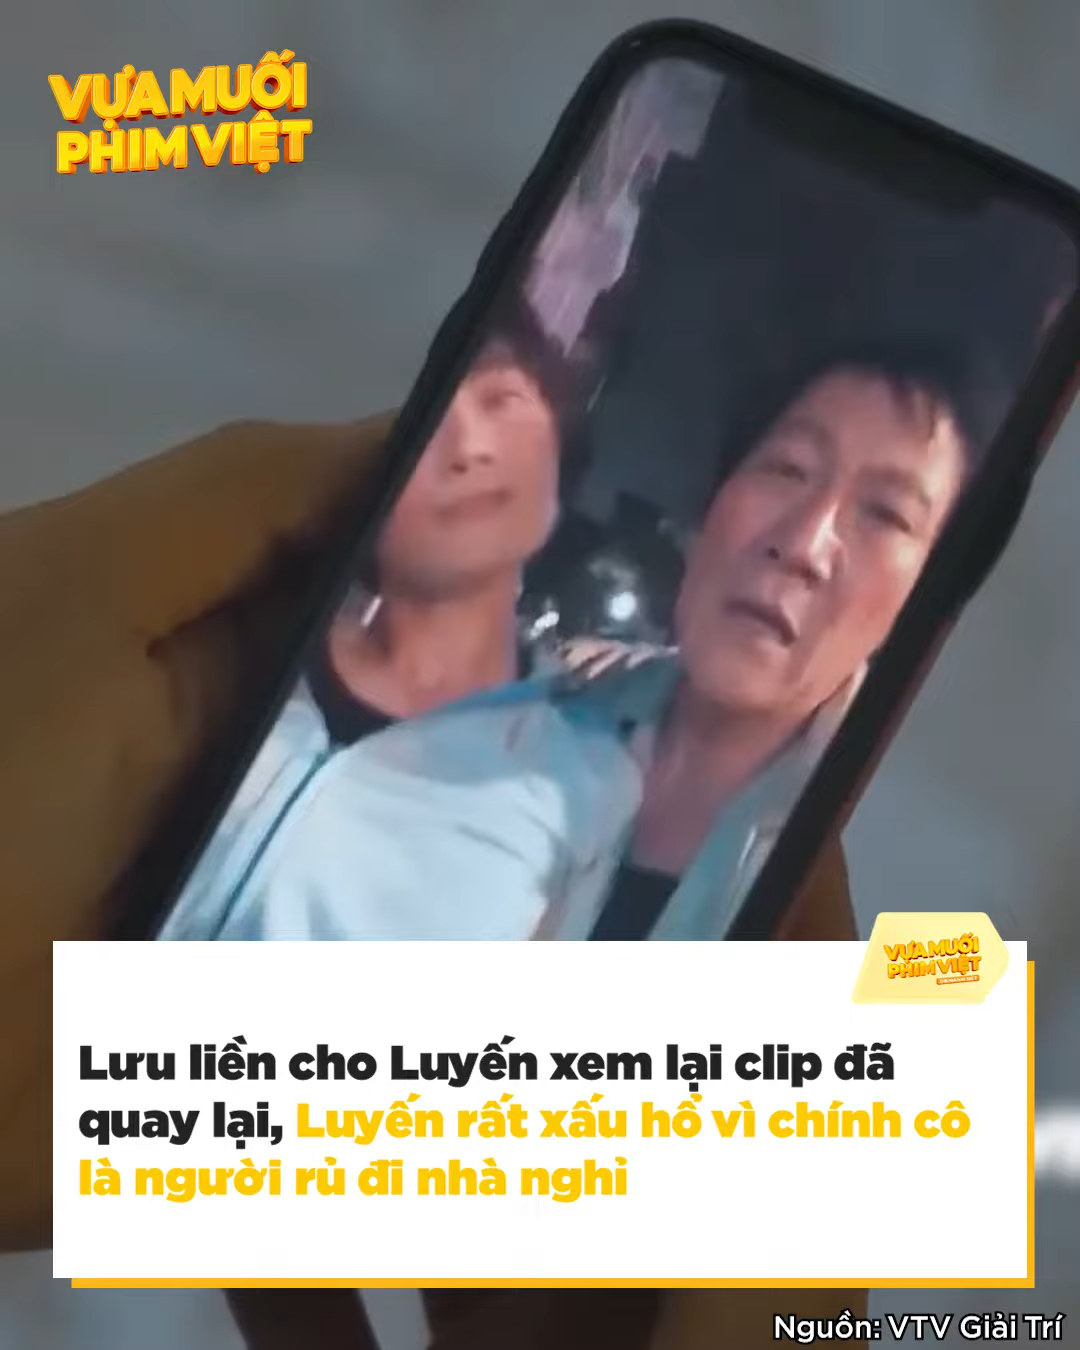 VỰA MUỐI
PHIM VIỆT
VỰA MUỐI
PHIM VIỆT
Lưu liền cho Luyến xem lại clip đã
quay lại, Luyến rất xấu hổ vì chính cô
là người rủ đi nhà nghỉ
Nguồn: VTV Giải Trí